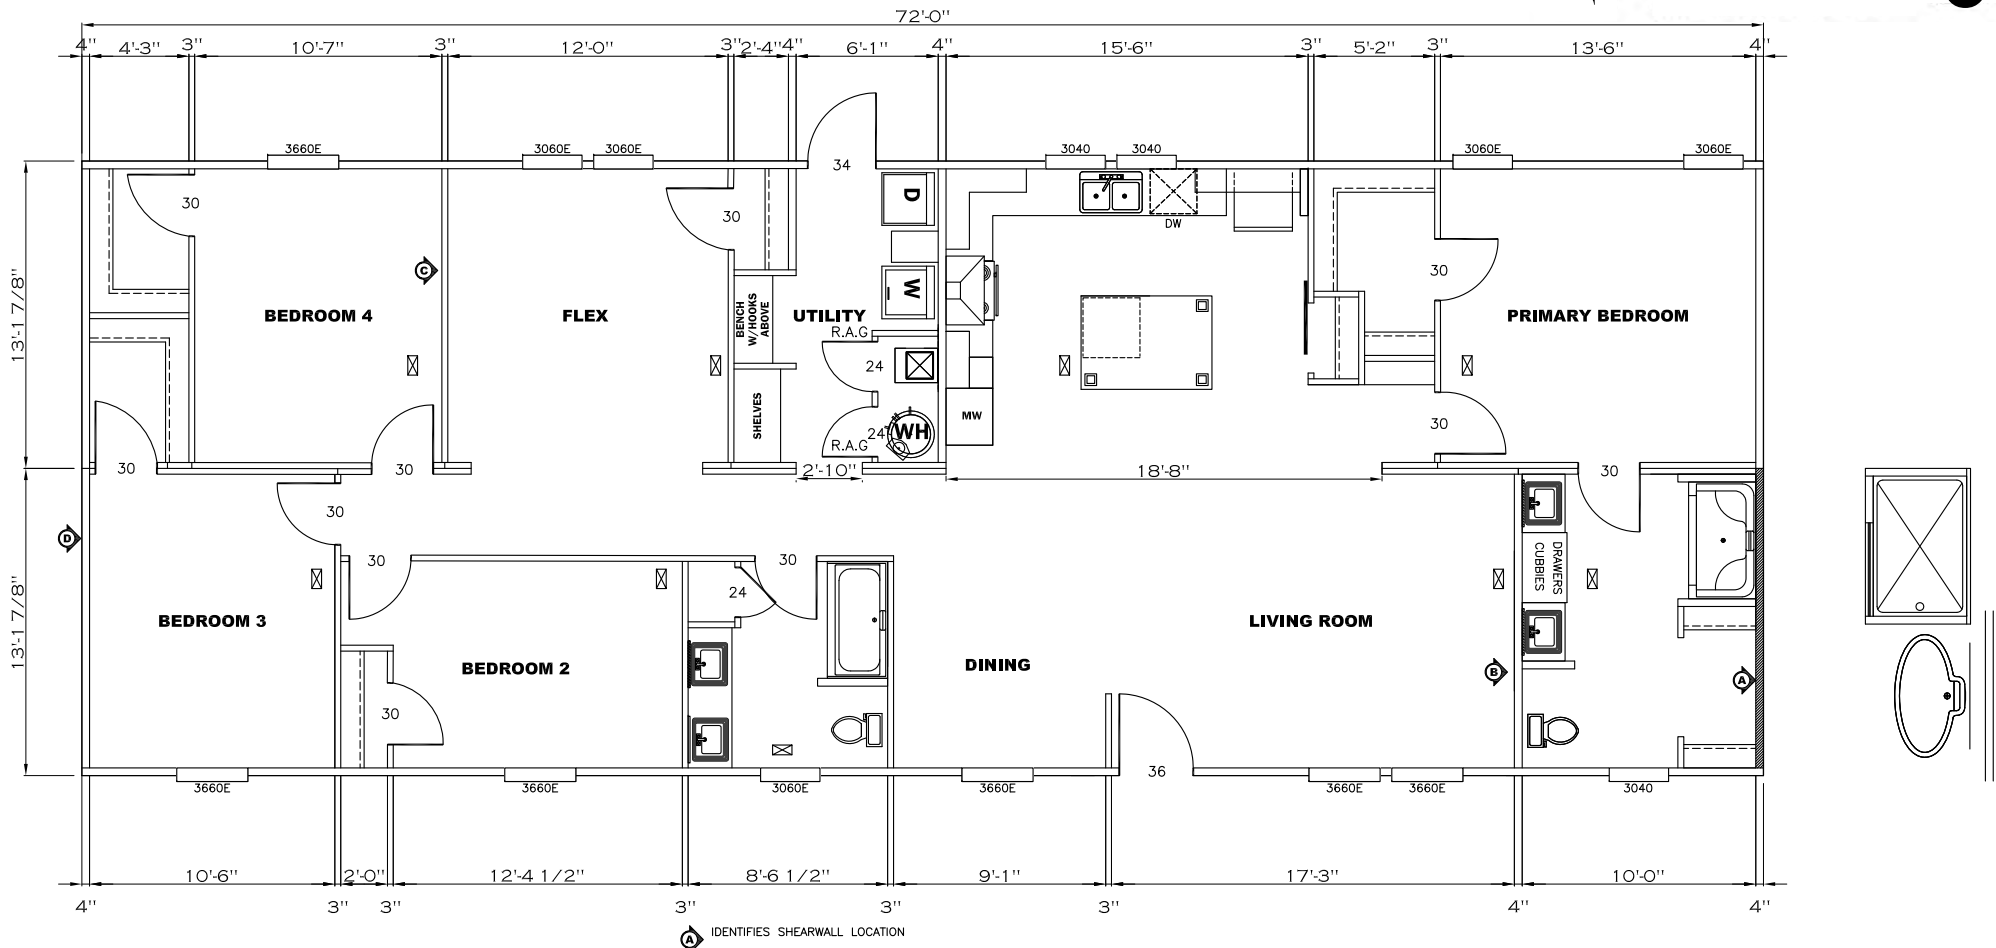 72'-0"
4" 4'-3" 3" 10'-7" 3" 12'-0" 3" 2'-4" 4" 6'-1" 4" 15'-6" 3" 5'-2" 3" 13'-6" 4"
3660E 3060E 3060E 3040 3040 3060E 3060E
34
30 30 D DW
13'-1 7/8"
C 30
W
BEDROOM 4 FLEX BENCH W/HOOKS ABOVE UTILITY PRIMARY BEDROOM
R.A.G
24
SHELVES MW
R.A.G 24 WH 30
30 30 2'-10" 18'-8" 30
D 30
30 30 DRAWERS CUBBIES
24
13'-1 7/8"
BEDROOM 3 BEDROOM 2 DINING LIVING ROOM
B A
30
36
3660E 3660E 3060E 3660E 3660E 3660E 3040
10'-6" 2'-0" 12'-4 1/2" 8'-6 1/2" 9'-1" 17'-3" 10'-0"
4" 3" 3" 3" 3" 3" 4" 4"
A IDENTIFIES SHEARWALL LOCATION